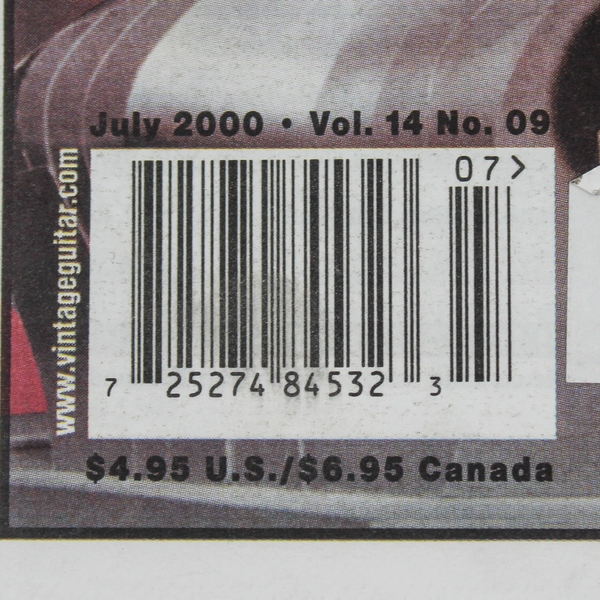 July 2000 • Vol. 14 No. 09
www.vintageguitar.com
07>
7 25274 84532 3
$4.95 U.S./$6.95 Canada